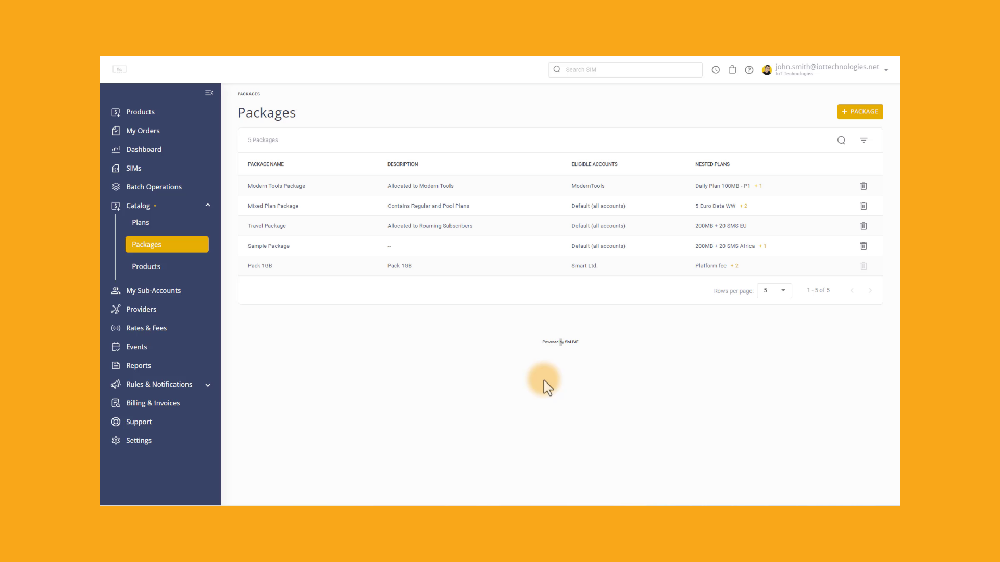 flo
Search SIM
john.smith@iottechnologies.net
IoT Technologies
Products
My Orders
Dashboard
SIMs
Batch Operations
Catalog
Plans
Packages
Products
My Sub-Accounts
Providers
Rates & Fees
Events
Reports
Rules & Notifications
Billing & Invoices
Support
Settings
PACKAGES
Packages
+ PACKAGE
5 Packages
PACKAGE NAME DESCRIPTION ELIGIBLE ACCOUNTS NESTED PLANS
Modern Tools Package Allocated to Modern Tools ModernTools Daily Plan 100MB - P1 + 1
Mixed Plan Package Contains Regular and Pool Plans Default (all accounts) 5 Euro Data WW + 2
Travel Package Allocated to Roaming Subscribers Default (all accounts) 200MB + 20 SMS EU
Sample Package -- Default (all accounts) 200MB + 20 SMS Africa + 1
Pack 1GB Pack 1GB Smart Ltd. Platform fee + 2
Rows per page: 5 1 - 5 of 5
Powered by floLIVE